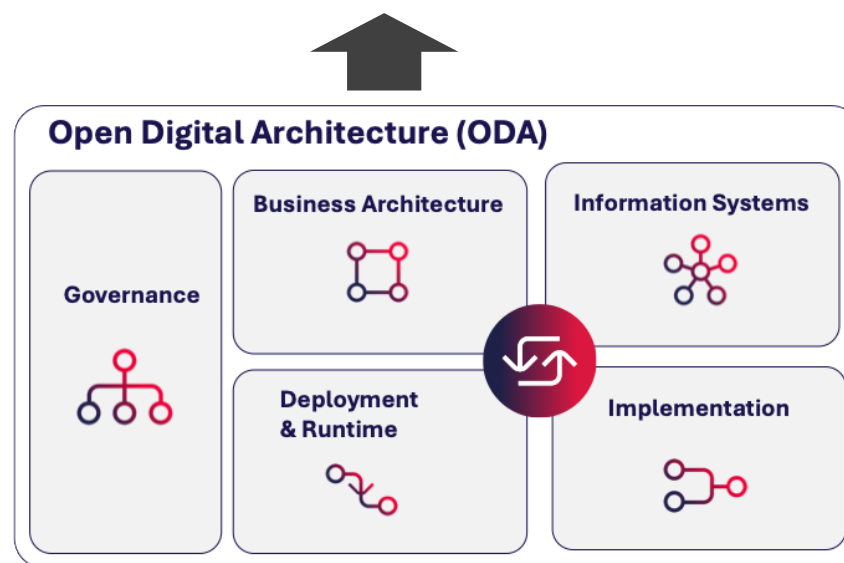 Open Digital Architecture (ODA)
Governance
Business Architecture
Information Systems
Deployment
& Runtime
Implementation